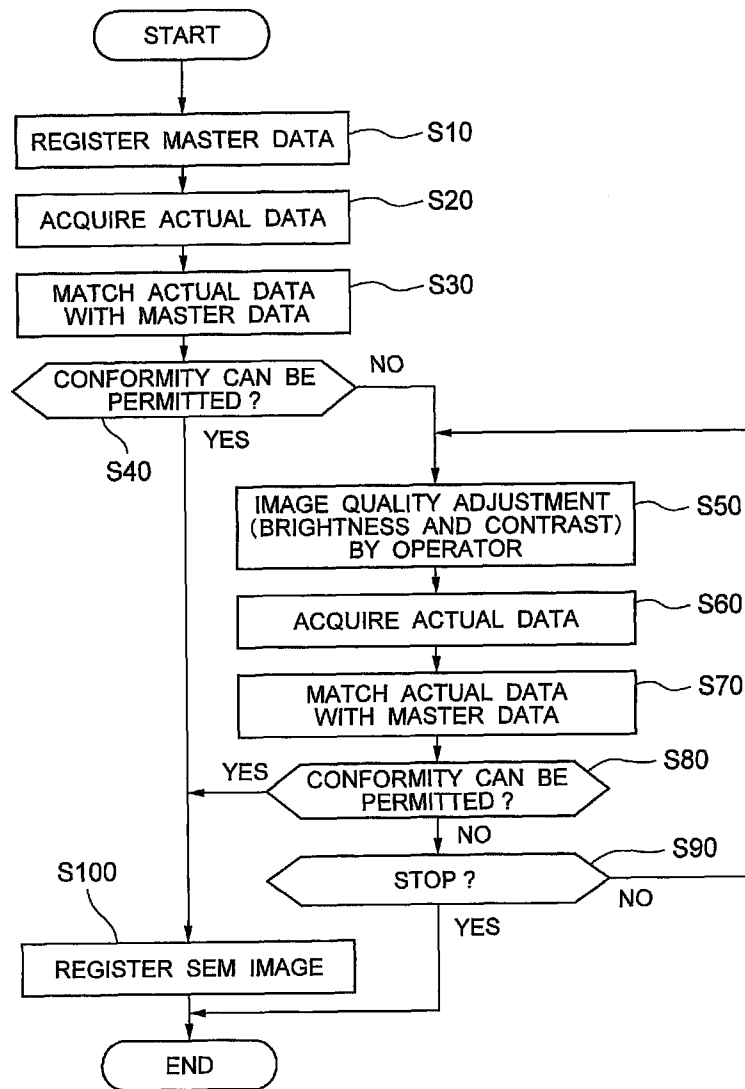 START
REGISTER MASTER DATA
S10
ACQUIRE ACTUAL DATA
S20
MATCH ACTUAL DATA
WITH MASTER DATA
S30
CONFORMITY CAN BE
PERMITTED ?
NO
YES
S40
IMAGE QUALITY ADJUSTMENT
(BRIGHTNESS AND CONTRAST)
BY OPERATOR
S50
ACQUIRE ACTUAL DATA
S60
MATCH ACTUAL DATA
WITH MASTER DATA
S70
YES
CONFORMITY CAN BE
PERMITTED ?
S80
NO
STOP ?
S90
NO
YES
S100
REGISTER SEM IMAGE
END